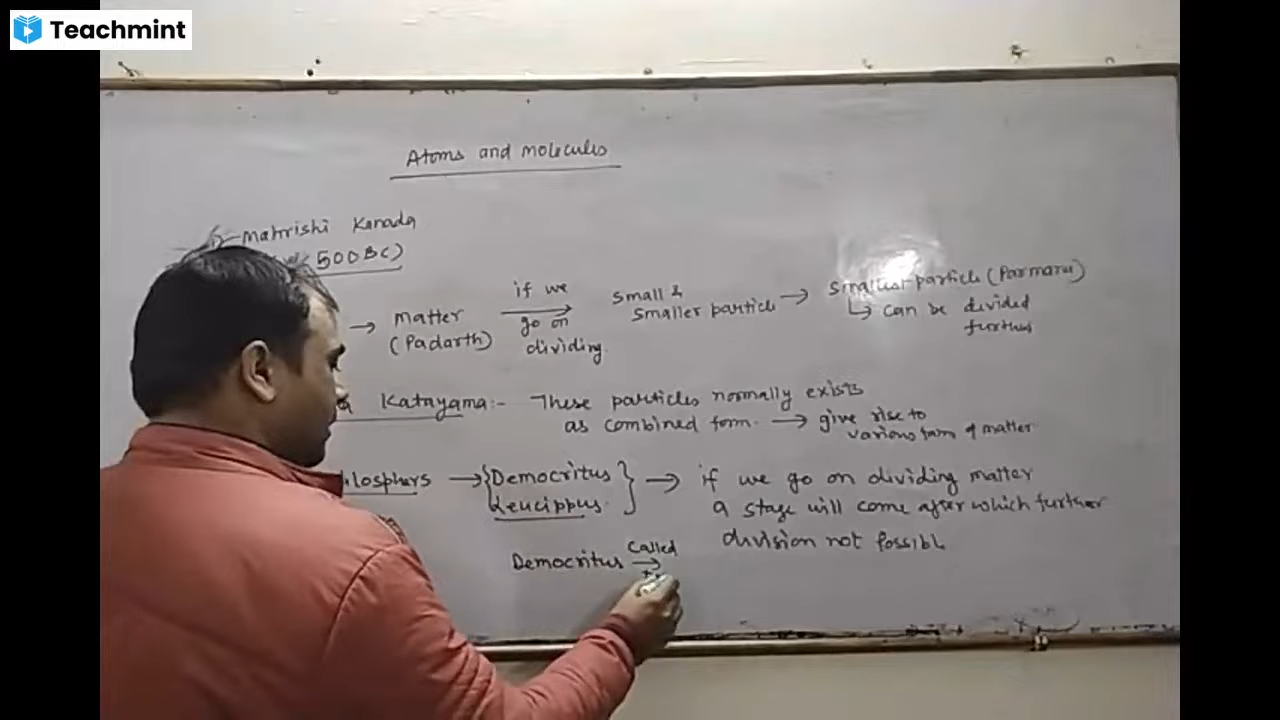 Teachmint
Atoms and molecules
Mahrishi Kanada
500BC)
→ Matter (Padarth) if we go on dividing → Small & smaller particle → Smallest particle (Parmanu)
↳ can be divided further
Katayama:- These particles normally exists
as combined form. → give rise to
various form of matter
losphers → {Democritus Leucippus.} → if we go on dividing matter
a stage will come after which further
division not possible
Democritus called →